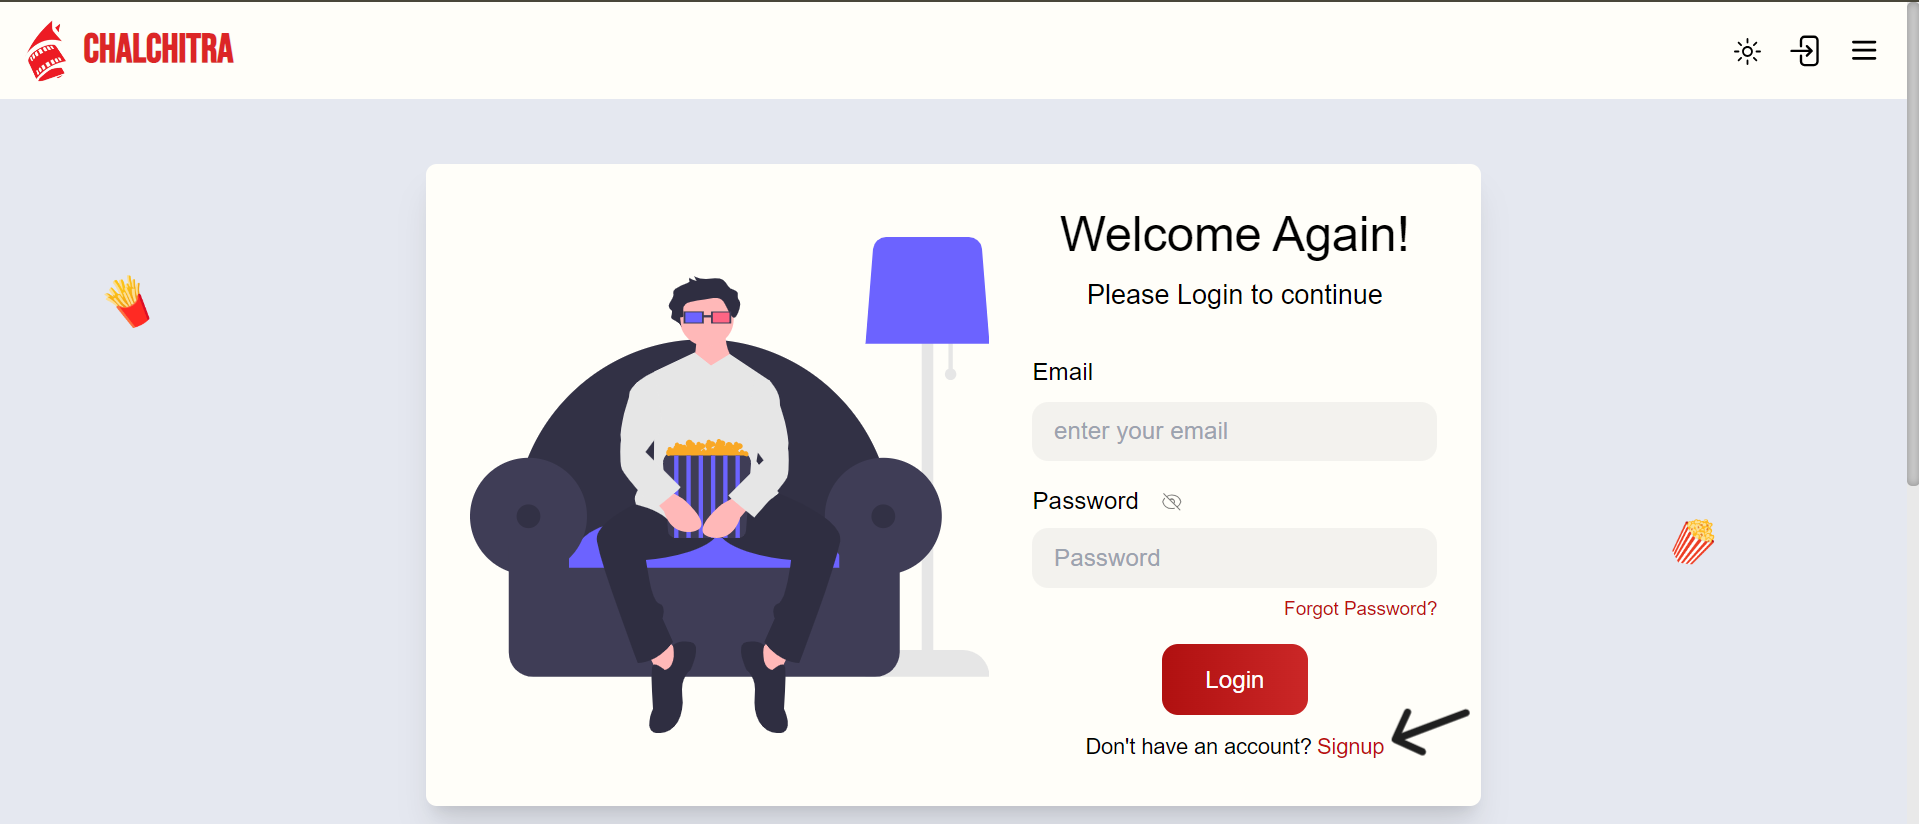 CHALCHITRA
Welcome Again!
Please Login to continue
Email
enter your email
Password
Password
Forgot Password?
Login
Don't have an account? Signup